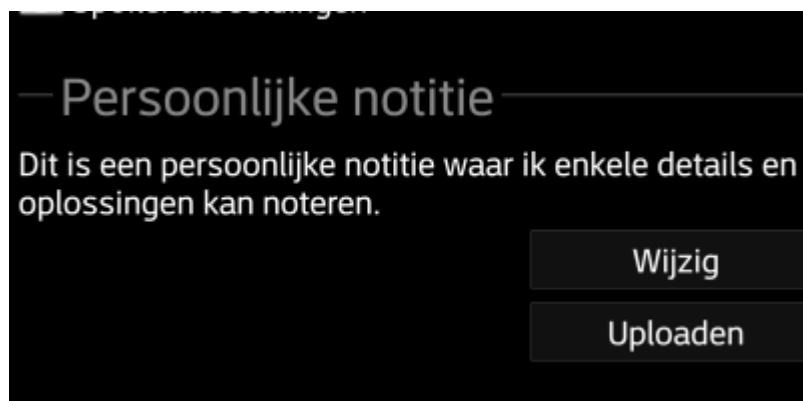 Persoonlijke notitie
Dit is een persoonlijke notitie waar ik enkele details en
oplossingen kan noteren.
Wijzig
Uploaden